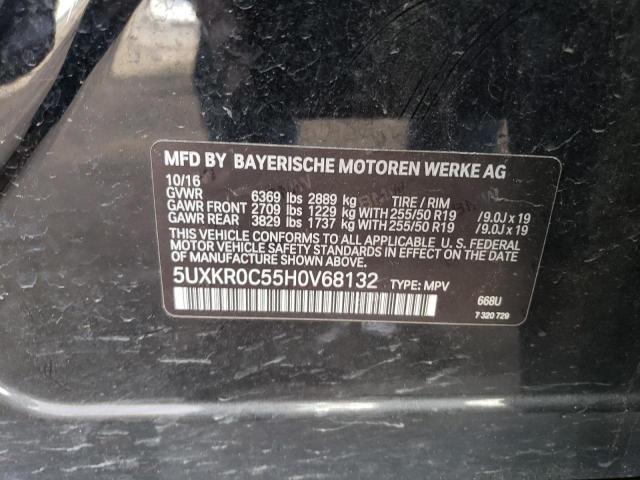 MFD BY BAYERISCHE MOTOREN WERKE AG
10/16
GVWR 6369 lbs 2889 kg TIRE / RIM
GAWR FRONT 2709 lbs 1229 kg WITH 255/50 R19 /9.0J x 19
GAWR REAR 3829 lbs 1737 kg WITH 255/50 R19 /9.0J x 19
THIS VEHICLE CONFORMS TO ALL APPLICABLE U. S. FEDERAL
MOTOR VEHICLE SAFETY STANDARDS IN EFFECT ON THE DATE
OF MANUFACTURE SHOWN ABOVE.
5UXKR0C55H0V68132 TYPE: MPV
668U
7 320 729